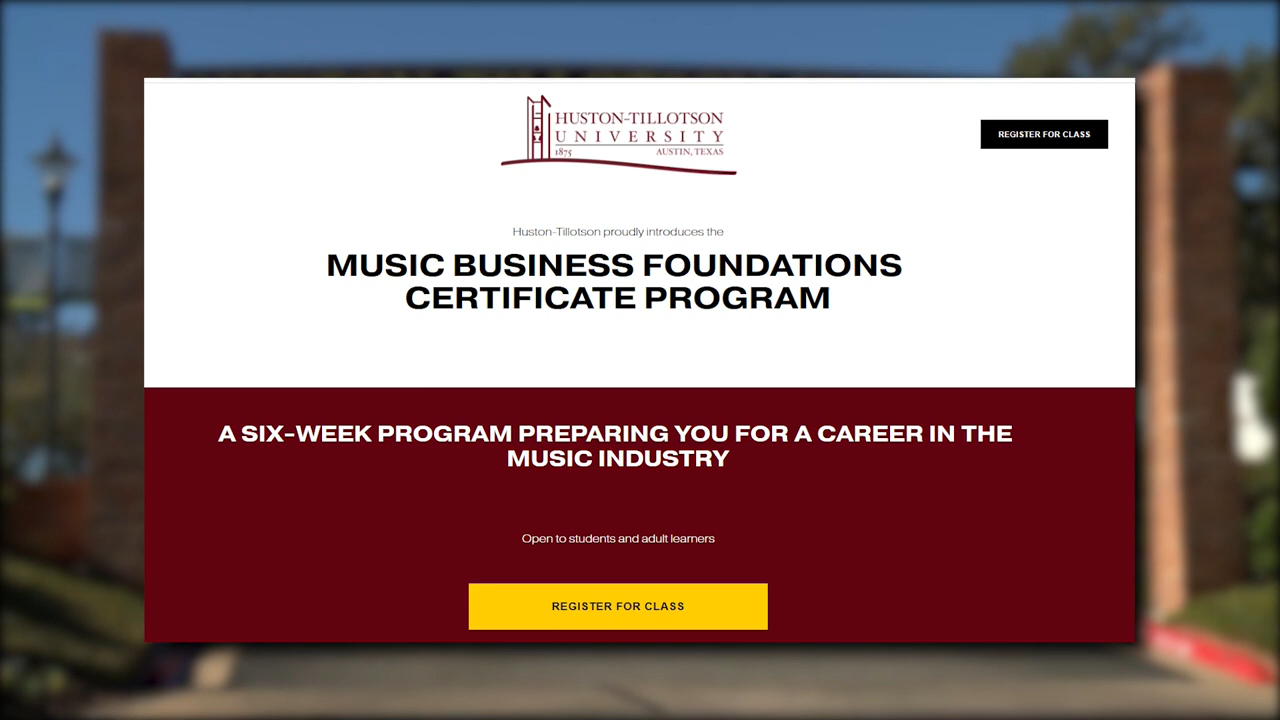 HUSTON-TILLOTSON
UNIVERSITY
1875 AUSTIN, TEXAS
REGISTER FOR CLASS
Huston-Tillotson proudly introduces the
MUSIC BUSINESS FOUNDATIONS
CERTIFICATE PROGRAM
A SIX-WEEK PROGRAM PREPARING YOU FOR A CAREER IN THE
MUSIC INDUSTRY
Open to students and adult learners
REGISTER FOR CLASS